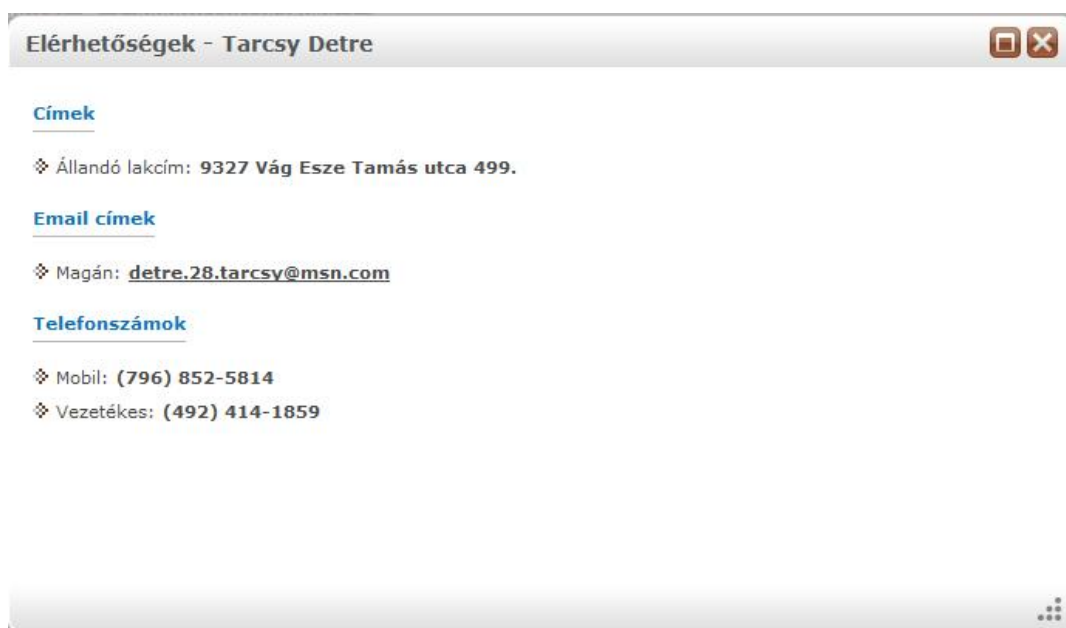 Elérhetőségek - Tarcsy Detre
Címek
Állandó lakcím: 9327 Vág Esze Tamás utca 499.
Email címek
Magán: detre.28.tarcsy@msn.com
Telefonszámok
Mobil: (796) 852-5814
Vezetékes: (492) 414-1859